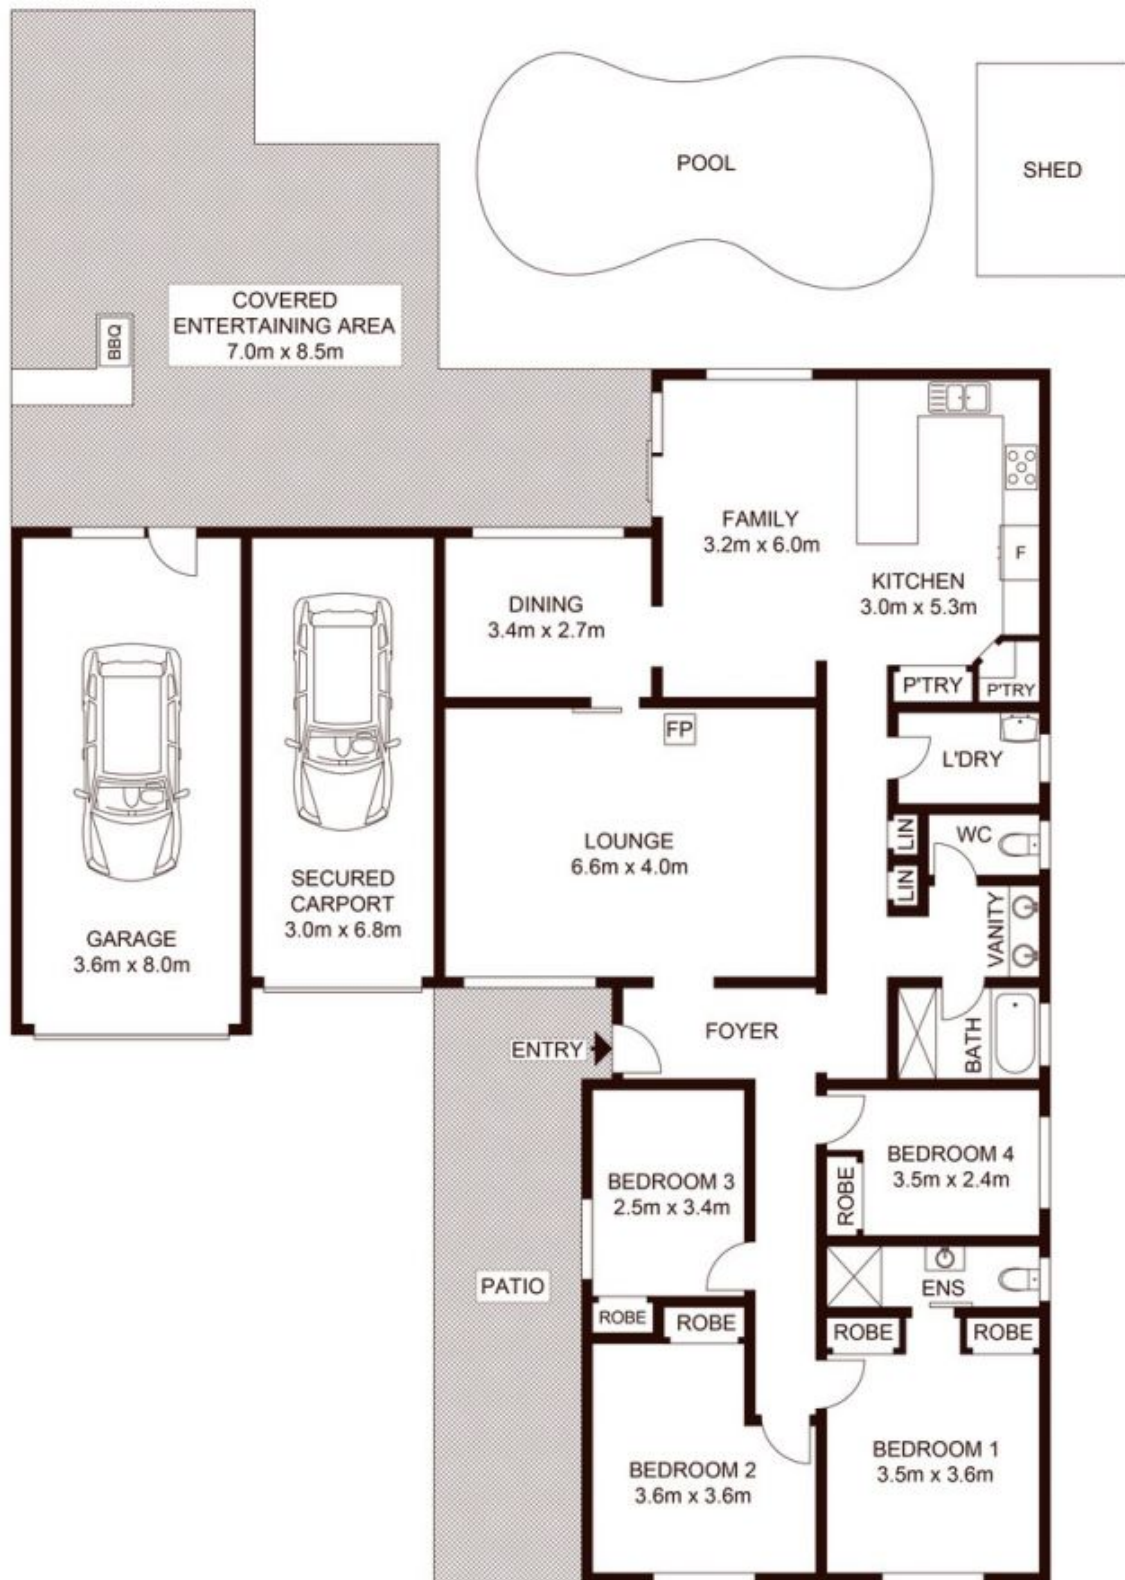 POOL
SHED
COVERED
ENTERTAINING AREA
7.0m x 8.5m
BBQ
FAMILY
3.2m x 6.0m
F
KITCHEN
3.0m x 5.3m
DINING
3.4m x 2.7m
P'TRY
P'TRY
FP
L'DRY
LOUNGE
6.6m x 4.0m
LIN
WC
LIN
SECURED
CARPORT
3.0m x 6.8m
GARAGE
3.6m x 8.0m
VANITY
FOYER
ENTRY
BATH
BEDROOM 4
3.5m x 2.4m
BEDROOM 3
2.5m x 3.4m
ROBE
PATIO
ENS
ROBE
ROBE
ROBE
ROBE
BEDROOM 1
3.5m x 3.6m
BEDROOM 2
3.6m x 3.6m